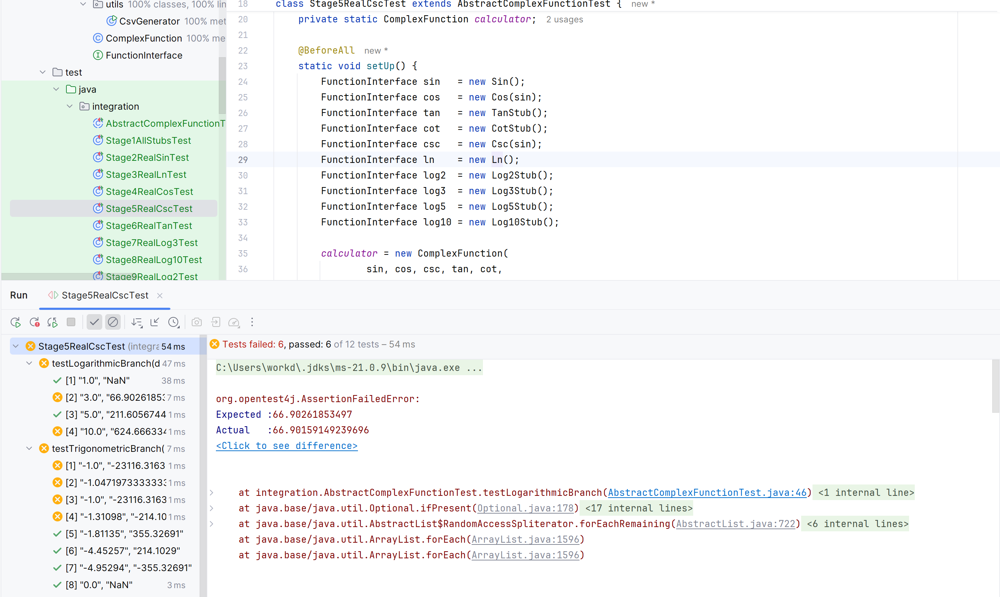 utils 100% classes, 100% lin
CsvGenerator 100% met
ComplexFunction 100% me
FunctionInterface
test
java
integration
AbstractComplexFunctionT
Stage1AllStubsTest
Stage2RealSinTest
Stage3RealLnTest
Stage4RealCosTest
Stage5RealCscTest
Stage6RealTanTest
Stage7RealLog3Test
Stage8RealLog10Test
Stage9RealLog2Test
18 class Stage5RealCscTest extends AbstractComplexFunctionTest { new *
20 private static ComplexFunction calculator; 2 usages
21
22 @BeforeAll new *
23 static void setUp() {
24 FunctionInterface sin = new Sin();
25 FunctionInterface cos = new Cos(sin);
26 FunctionInterface tan = new TanStub();
27 FunctionInterface cot = new CotStub();
28 FunctionInterface csc = new Csc(sin);
29 FunctionInterface ln = new Ln();
30 FunctionInterface log2 = new Log2Stub();
31 FunctionInterface log3 = new Log3Stub();
32 FunctionInterface log5 = new Log5Stub();
33 FunctionInterface log10 = new Log10Stub();
34
35 calculator = new ComplexFunction(
36 sin, cos, csc, tan, cot,
Run Stage5RealCscTest
Stage5RealCscTest (integra 54 ms
testLogarithmicBranch(d 47 ms
[1] "1.0", "NaN" 38 ms
[2] "3.0", "66.90261853 7 ms
[3] "5.0", "211.6056744 1 ms
[4] "10.0", "624.666334 1 ms
testTrigonometricBranch( 7 ms
[1] "-1.0", "-23116.3163 1 ms
[2] "-1.0471973333333 1 ms
[3] "-1.0", "-23116.3163 1 ms
[4] "-1.31098", "-214.10 1 ms
[5] "-1.81135", "355.32691"
[6] "-4.45257", "214.1029"
[7] "-4.95294", "-355.32691"
[8] "0.0", "NaN" 3 ms
Tests failed: 6, passed: 6 of 12 tests – 54 ms
C:\Users\workd\.jdks\ms-21.0.9\bin\java.exe ...
org.opentest4j.AssertionFailedError:
Expected :66.90261853497
Actual :66.90159149239696
<Click to see difference>
at integration.AbstractComplexFunctionTest.testLogarithmicBranch(AbstractComplexFunctionTest.java:46) <1 internal line>
at java.base/java.util.Optional.ifPresent(Optional.java:178) <17 internal lines>
at java.base/java.util.AbstractList$RandomAccessSpliterator.forEachRemaining(AbstractList.java:722) <6 internal lines>
at java.base/java.util.ArrayList.forEach(ArrayList.java:1596)
at java.base/java.util.ArrayList.forEach(ArrayList.java:1596)